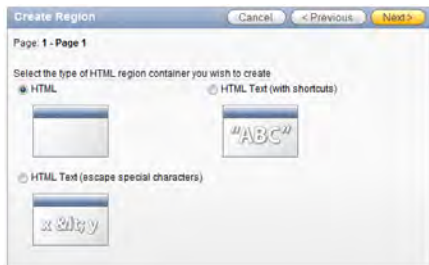 Create Region Cancel < Previous Next >
Page: 1 - Page 1
Select the type of HTML region container you wish to create
HTML HTML Text (with shortcuts)
"ABC"
HTML Text (escape special characters)
x &lt; y